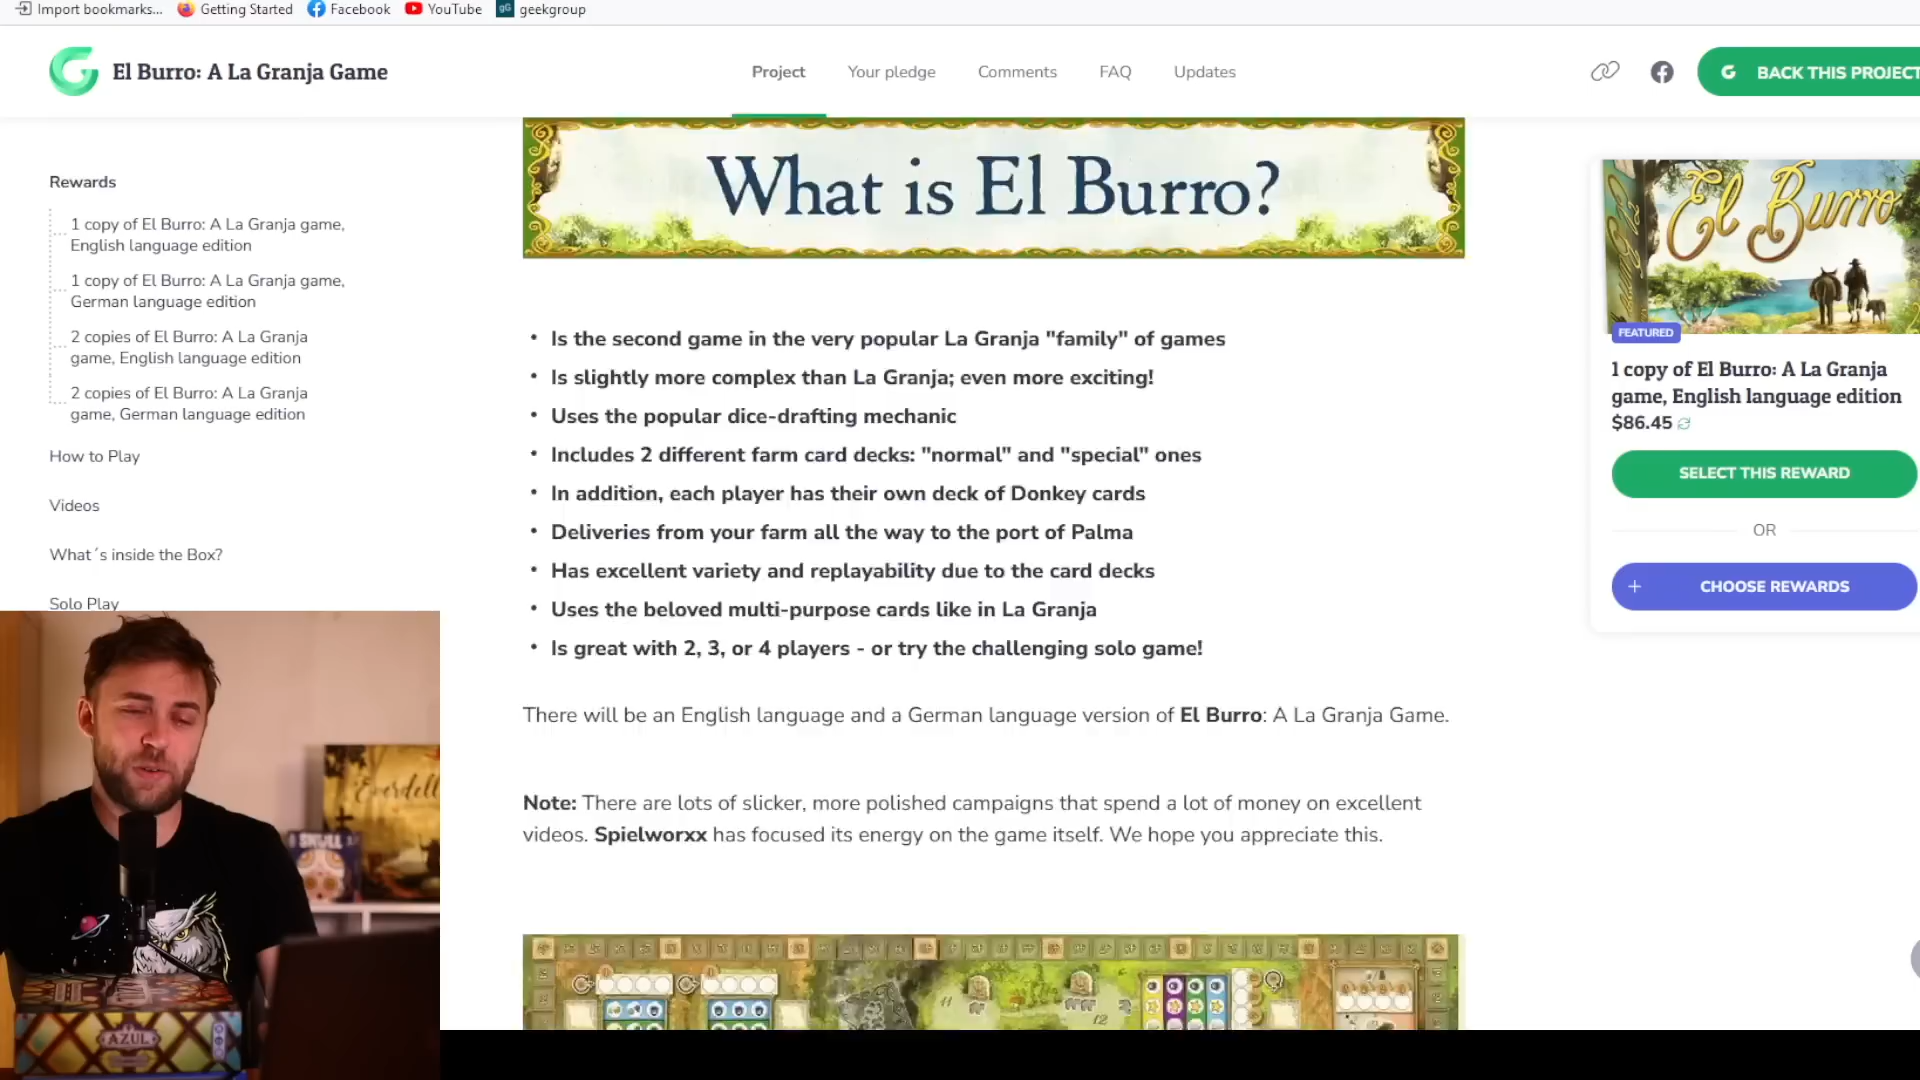 Import bookmarks...
Getting Started
Facebook
YouTube
gG geekgroup
El Burro: A La Granja Game
Project
Your pledge
Comments
FAQ
Updates
BACK THIS PROJECT
Rewards
1 copy of El Burro: A La Granja game,
English language edition
1 copy of El Burro: A La Granja game,
German language edition
2 copies of El Burro: A La Granja
game, English language edition
2 copies of El Burro: A La Granja
game, German language edition
How to Play
Videos
What´s inside the Box?
Solo Play
What is El Burro?
• Is the second game in the very popular La Granja "family" of games
• Is slightly more complex than La Granja; even more exciting!
• Uses the popular dice-drafting mechanic
• Includes 2 different farm card decks: "normal" and "special" ones
• In addition, each player has their own deck of Donkey cards
• Deliveries from your farm all the way to the port of Palma
• Has excellent variety and replayability due to the card decks
• Uses the beloved multi-purpose cards like in La Granja
• Is great with 2, 3, or 4 players - or try the challenging solo game!
There will be an English language and a German language version of El Burro: A La Granja Game.
Note: There are lots of slicker, more polished campaigns that spend a lot of money on excellent
videos. Spielworxx has focused its energy on the game itself. We hope you appreciate this.
11
12
El Burro
FEATURED
1 copy of El Burro: A La Granja
game, English language edition
$86.45
SELECT THIS REWARD
OR
+ CHOOSE REWARDS
Everdell
SKULL
AZUL